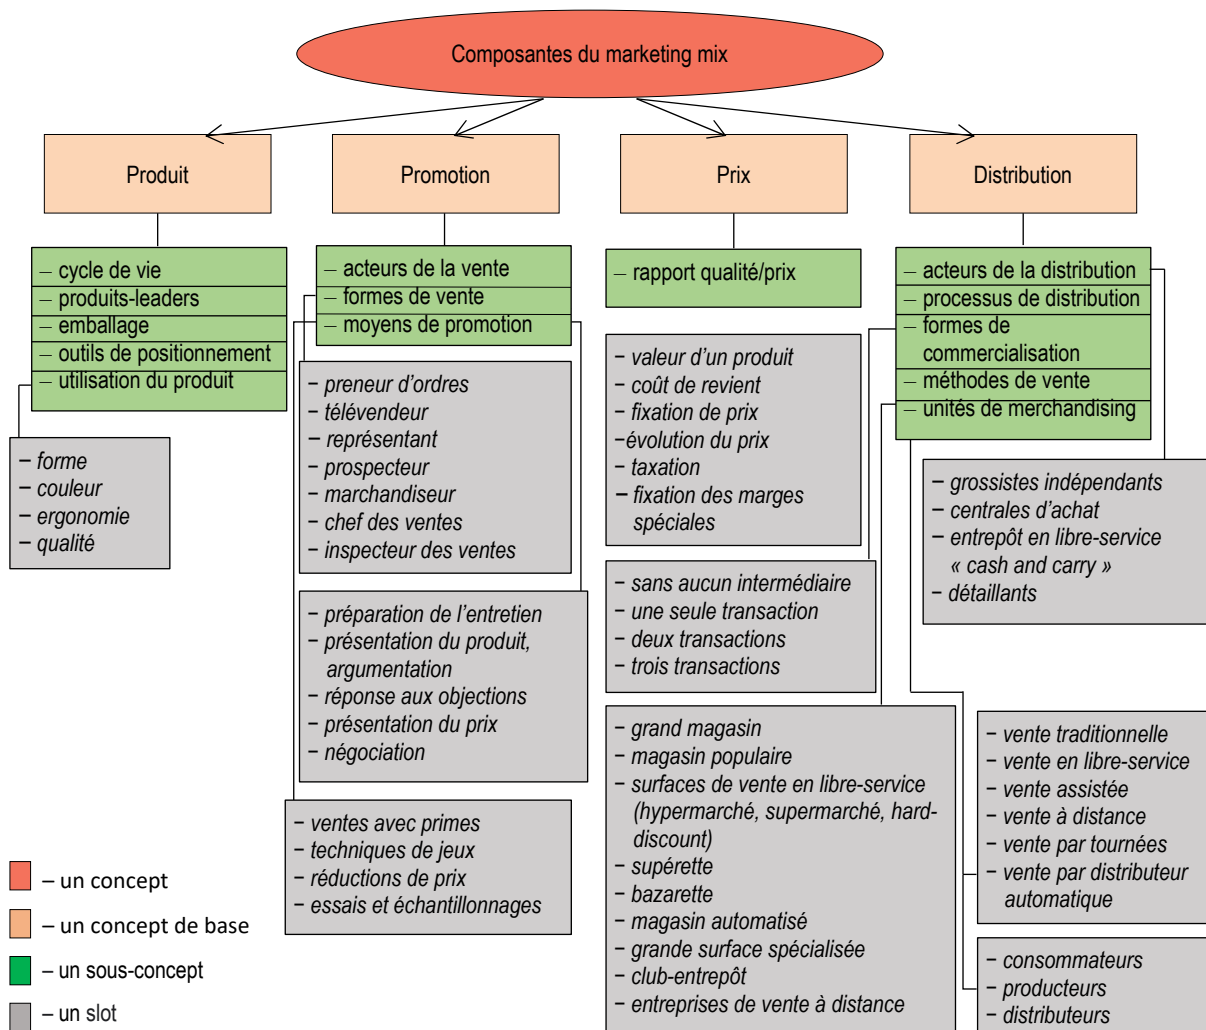 Composantes du marketing mix
Produit
Promotion
Prix
Distribution
– cycle de vie
– produits-leaders
– emballage
– outils de positionnement
– utilisation du produit
– forme
– couleur
– ergonomie
– qualité
– acteurs de la vente
– formes de vente
– moyens de promotion
– preneur d’ordres
– télévendeur
– représentant
– prospecteur
– marchandiseur
– chef des ventes
– inspecteur des ventes
– préparation de l’entretien
– présentation du produit,
argumentation
– réponse aux objections
– présentation du prix
– négociation
– ventes avec primes
– techniques de jeux
– réductions de prix
– essais et échantillonnages
– rapport qualité/prix
– valeur d’un produit
– coût de revient
– fixation de prix
–évolution du prix
– taxation
– fixation des marges
spéciales
– sans aucun intermédiaire
– une seule transaction
– deux transactions
– trois transactions
– grand magasin
– magasin populaire
– surfaces de vente en libre-service
(hypermarché, supermarché, hard-
discount)
– supérette
– bazarette
– magasin automatisé
– grande surface spécialisée
– club-entrepôt
– entreprises de vente à distance
– acteurs de la distribution
– processus de distribution
– formes de
commercialisation
– méthodes de vente
– unités de merchandising
– grossistes indépendants
– centrales d’achat
– entrepôt en libre-service
« cash and carry »
– détaillants
– vente traditionnelle
– vente en libre-service
– vente assistée
– vente à distance
– vente par tournées
– vente par distributeur
automatique
– consommateurs
– producteurs
– distributeurs
– un concept
– un concept de base
– un sous-concept
– un slot